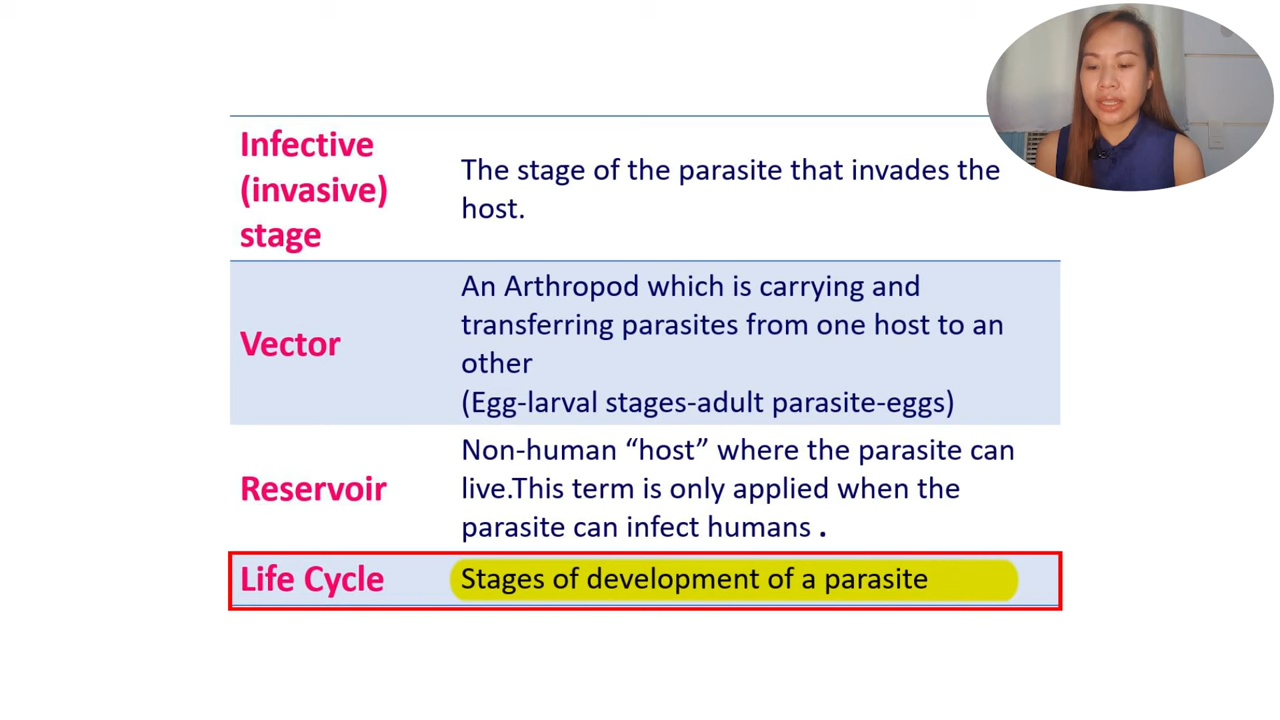 Infective
(invasive)
stage
The stage of the parasite that invades the
host.
Vector
An Arthropod which is carrying and
transferring parasites from one host to an
other
(Egg-larval stages-adult parasite-eggs)
Reservoir
Non-human “host” where the parasite can
live.This term is only applied when the
parasite can infect humans .
Life Cycle
Stages of development of a parasite